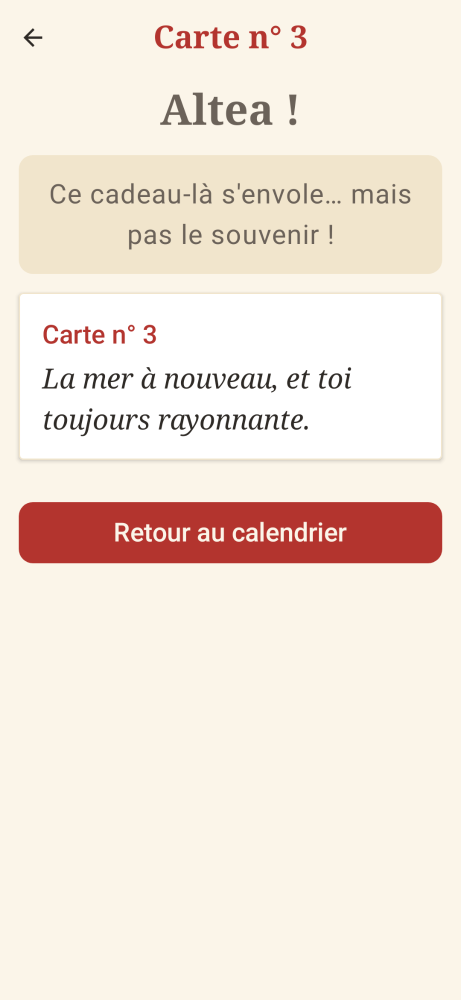 Carte n° 3
Altea !
Ce cadeau-là s'envole… mais
pas le souvenir !
Carte n° 3
La mer à nouveau, et toi
toujours rayonnante.
Retour au calendrier